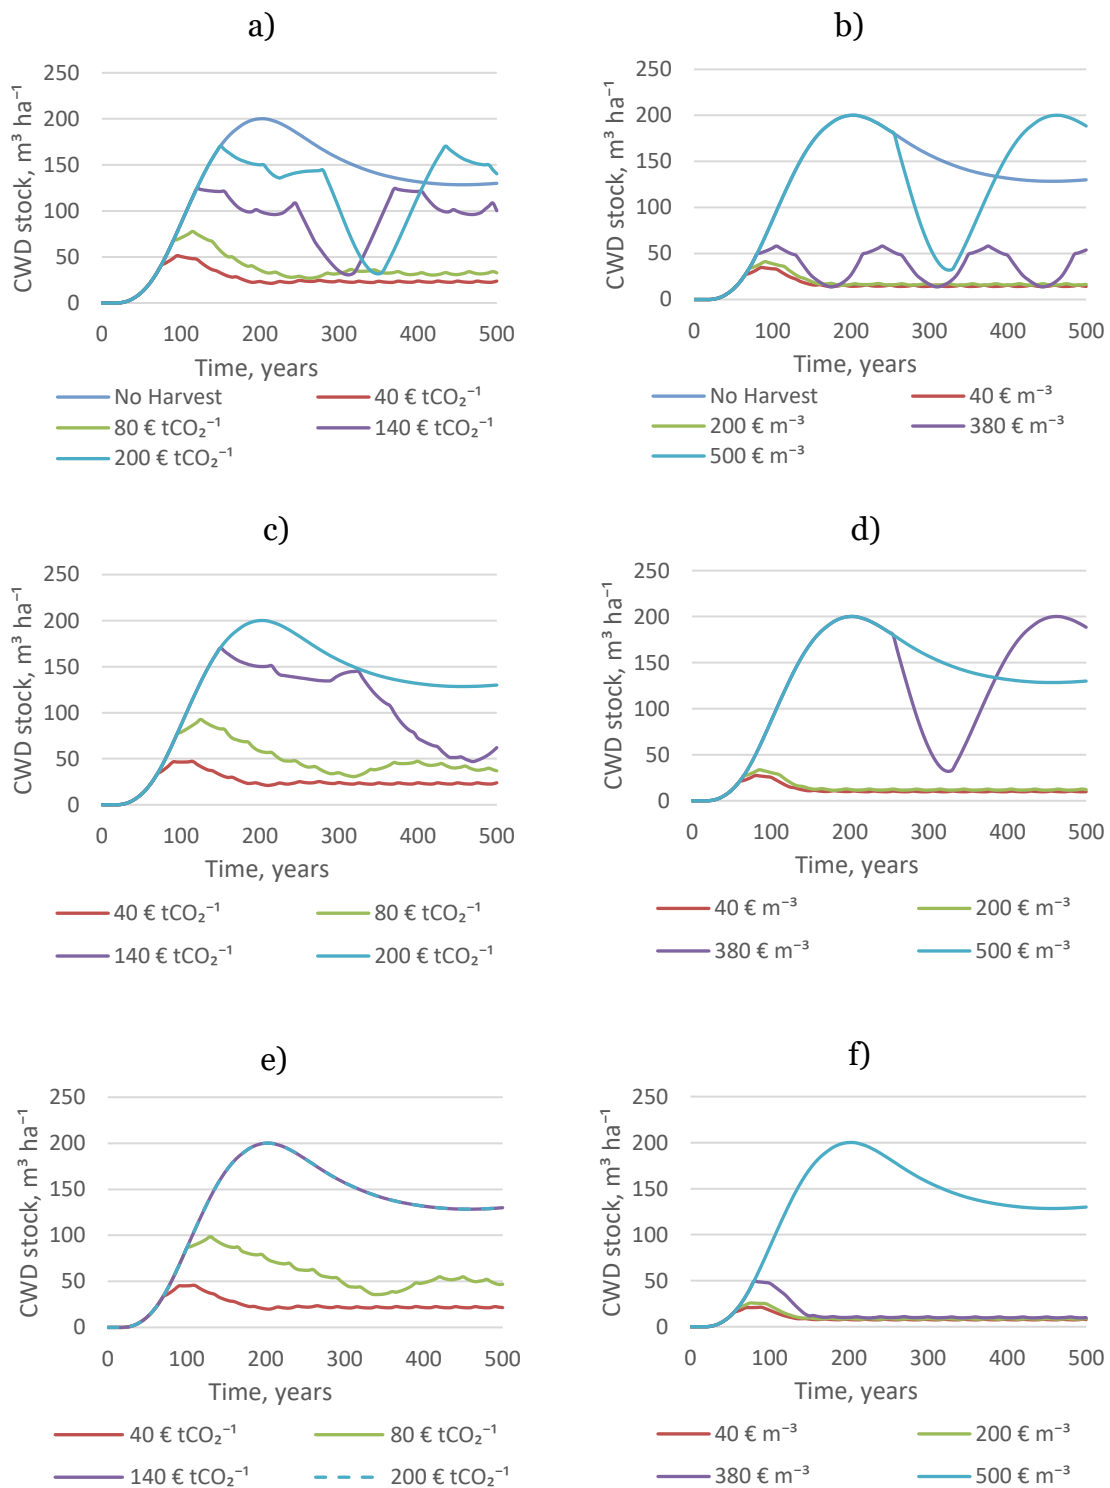 a)
CWD stock, m³ ha⁻¹
250
200
150
100
50
0
0 100 200 300 400 500
Time, years
No Harvest 40 € tCO₂⁻¹
80 € tCO₂⁻¹ 140 € tCO₂⁻¹
200 € tCO₂⁻¹
b)
CWD stock, m³ ha⁻¹
250
200
150
100
50
0
0 100 200 300 400 500
Time, years
No Harvest 40 € m⁻³
200 € m⁻³ 380 € m⁻³
500 € m⁻³
c)
CWD stock, m³ ha⁻¹
250
200
150
100
50
0
0 100 200 300 400 500
Time, years
40 € tCO₂⁻¹ 80 € tCO₂⁻¹
140 € tCO₂⁻¹ 200 € tCO₂⁻¹
d)
CWD stock, m³ ha⁻¹
250
200
150
100
50
0
0 100 200 300 400 500
Time, years
40 € m⁻³ 200 € m⁻³
380 € m⁻³ 500 € m⁻³
e)
CWD stock, m³ ha⁻¹
250
200
150
100
50
0
0 100 200 300 400 500
Time, years
40 € tCO₂⁻¹ 80 € tCO₂⁻¹
140 € tCO₂⁻¹ 200 € tCO₂⁻¹
f)
CWD stock, m³ ha⁻¹
250
200
150
100
50
0
0 100 200 300 400 500
Time, years
40 € m⁻³ 200 € m⁻³
380 € m⁻³ 500 € m⁻³